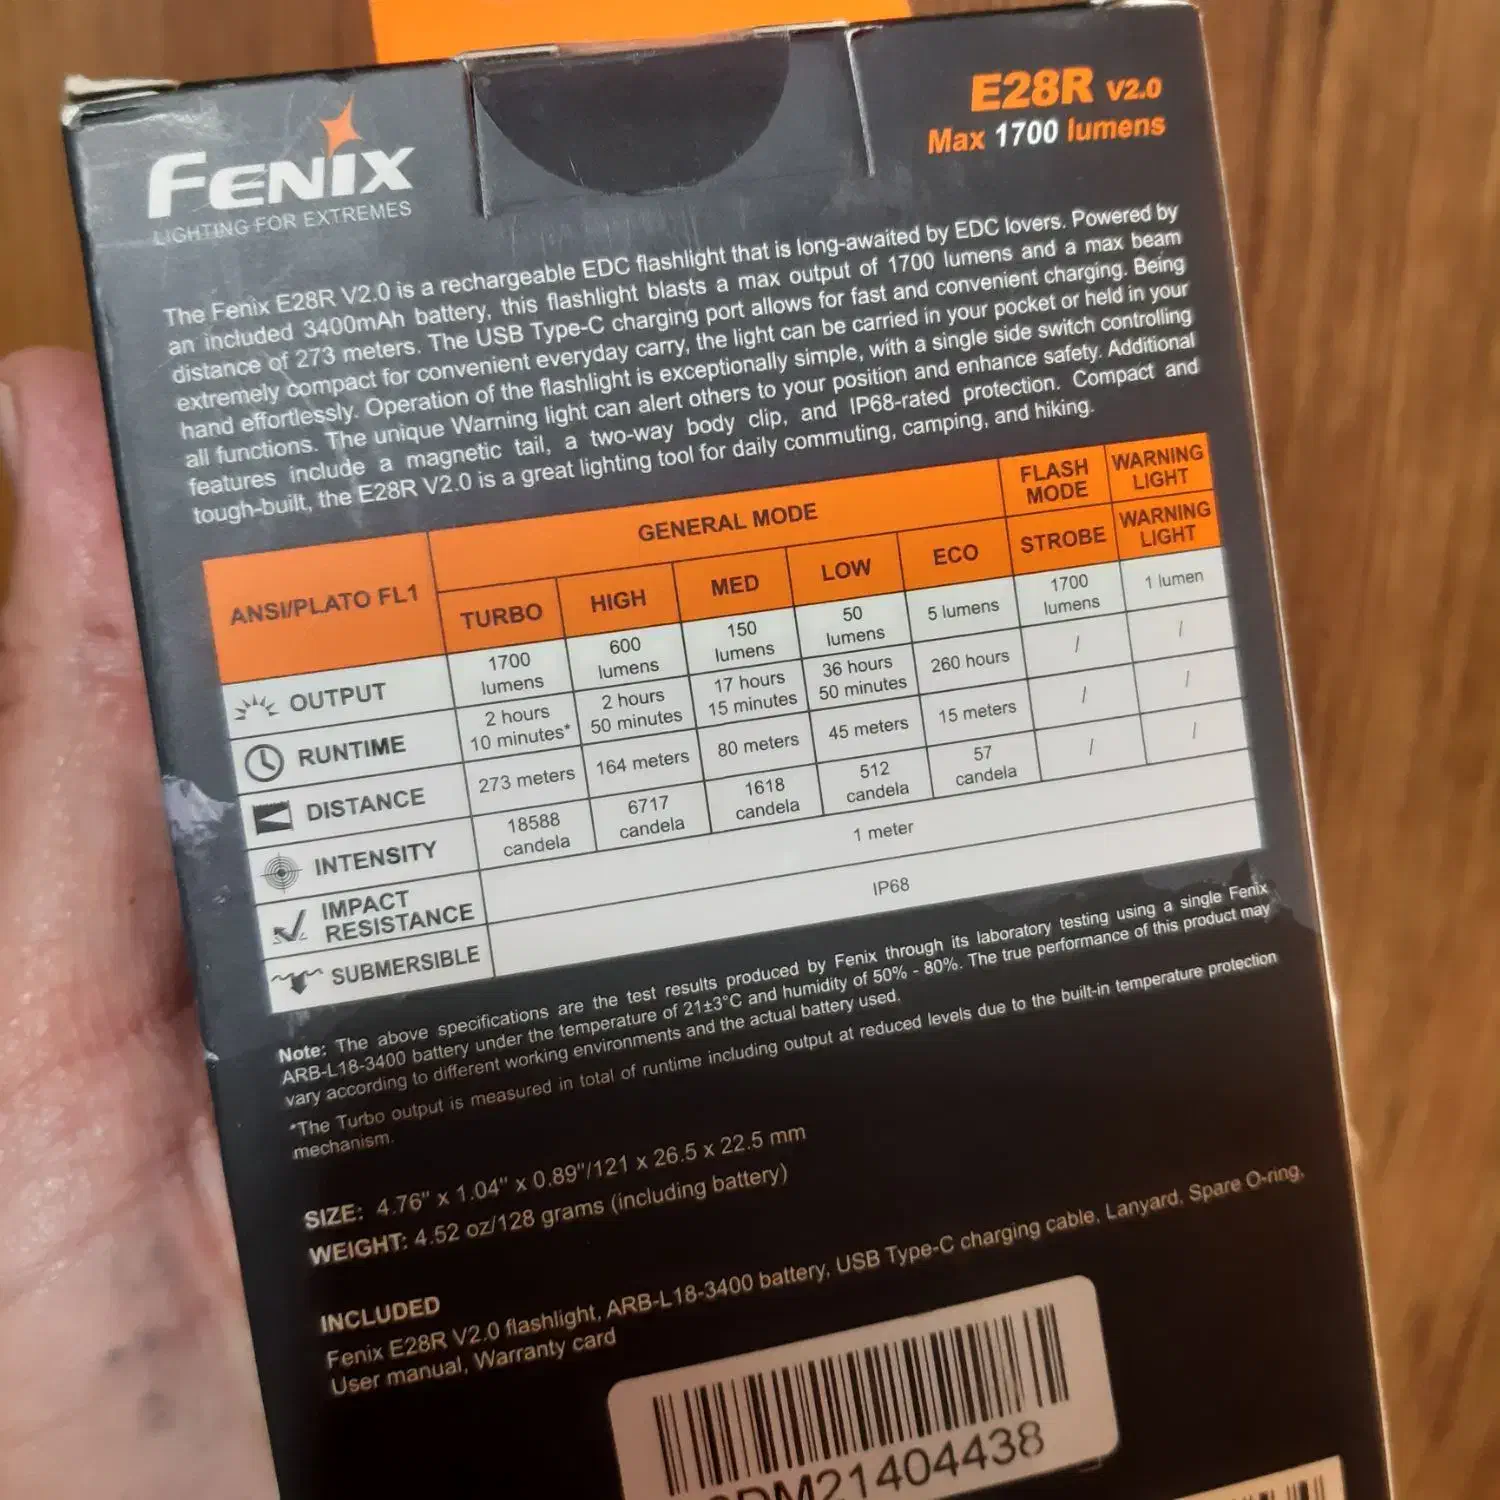 FENIX
LIGHTING FOR EXTREMES
E28R V2.0
Max 1700 lumens
The Fenix E28R V2.0 is a rechargeable EDC flashlight that is long-awaited by EDC lovers. Powered by
an included 3400mAh battery, this flashlight blasts a max output of 1700 lumens and a max beam
distance of 273 meters. The USB Type-C charging port allows for fast and convenient charging. Being
extremely compact for convenient everyday carry, the light can be carried in your pocket or held in your
hand effortlessly. Operation of the flashlight is exceptionally simple, with a single side switch controlling
all functions. The unique Warning light can alert others to your position and enhance safety. Additional
features include a magnetic tail, a two-way body clip, and IP68-rated protection. Compact and
tough-built, the E28R V2.0 is a great lighting tool for daily commuting, camping, and hiking.
ANSI/PLATO FL1
GENERAL MODE
FLASH
MODE
WARNING
LIGHT
TURBO HIGH MED LOW ECO STROBE
WARNING
LIGHT
OUTPUT
1700
lumens
600
lumens
150
lumens
50
lumens
5 lumens
1700
lumens
1 lumen
RUNTIME
2 hours
10 minutes*
2 hours
50 minutes
17 hours
15 minutes
36 hours
50 minutes
260 hours
/
/
DISTANCE
273 meters
164 meters
80 meters
45 meters
15 meters
/
/
INTENSITY
18588
candela
6717
candela
1618
candela
512
candela
57
candela
/
/
IMPACT
RESISTANCE
1 meter
SUBMERSIBLE
IP68
Note: The above specifications are the test results produced by Fenix through its laboratory testing using a single Fenix
ARB-L18-3400 battery under the temperature of 21±3°C and humidity of 50% - 80%. The true performance of this product may
vary according to different working environments and the actual battery used.
*The Turbo output is measured in total of runtime including output at reduced levels due to the built-in temperature protection
mechanism.
SIZE: 4.76" x 1.04" x 0.89"/121 x 26.5 x 22.5 mm
WEIGHT: 4.52 oz/128 grams (including battery)
INCLUDED
Fenix E28R V2.0 flashlight, ARB-L18-3400 battery, USB Type-C charging cable, Lanyard, Spare O-ring,
User manual, Warranty card
DM21404438